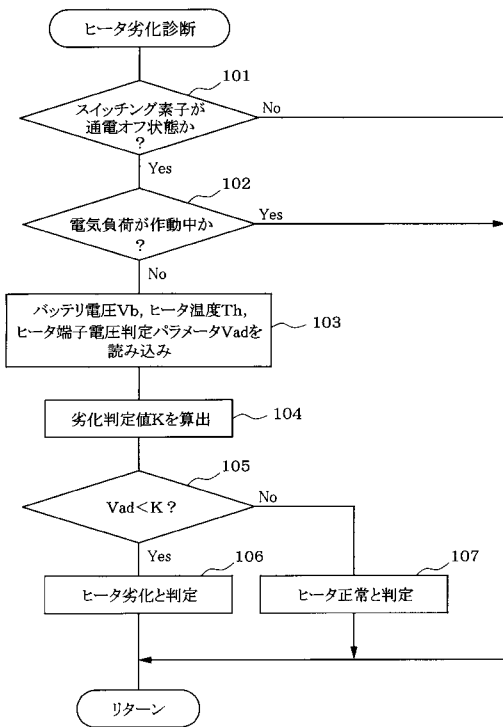 ヒータ劣化診断
101
スイッチング素子が
通電オフ状態か
?
No
Yes
102
電気負荷が作動中か
?
Yes
No
バッテリ電圧Vb, ヒータ温度Th,
ヒータ端子電圧判定パラメータVadを
読み込み
103
劣化判定値Kを算出
104
105
Vad<K?
No
Yes
106
ヒータ劣化と判定
107
ヒータ正常と判定
リターン